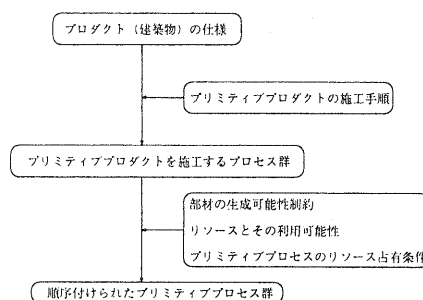 プロダクト（建築物）の仕様
プリミティブプロダクトの施工手順
プリミティブプロダクトを施工するプロセス群
部材の生成可能性制約
リソースとその利用可能性
プリミティブプロセスのリソース占有条件
順序付けられたプリミティブプロセス群